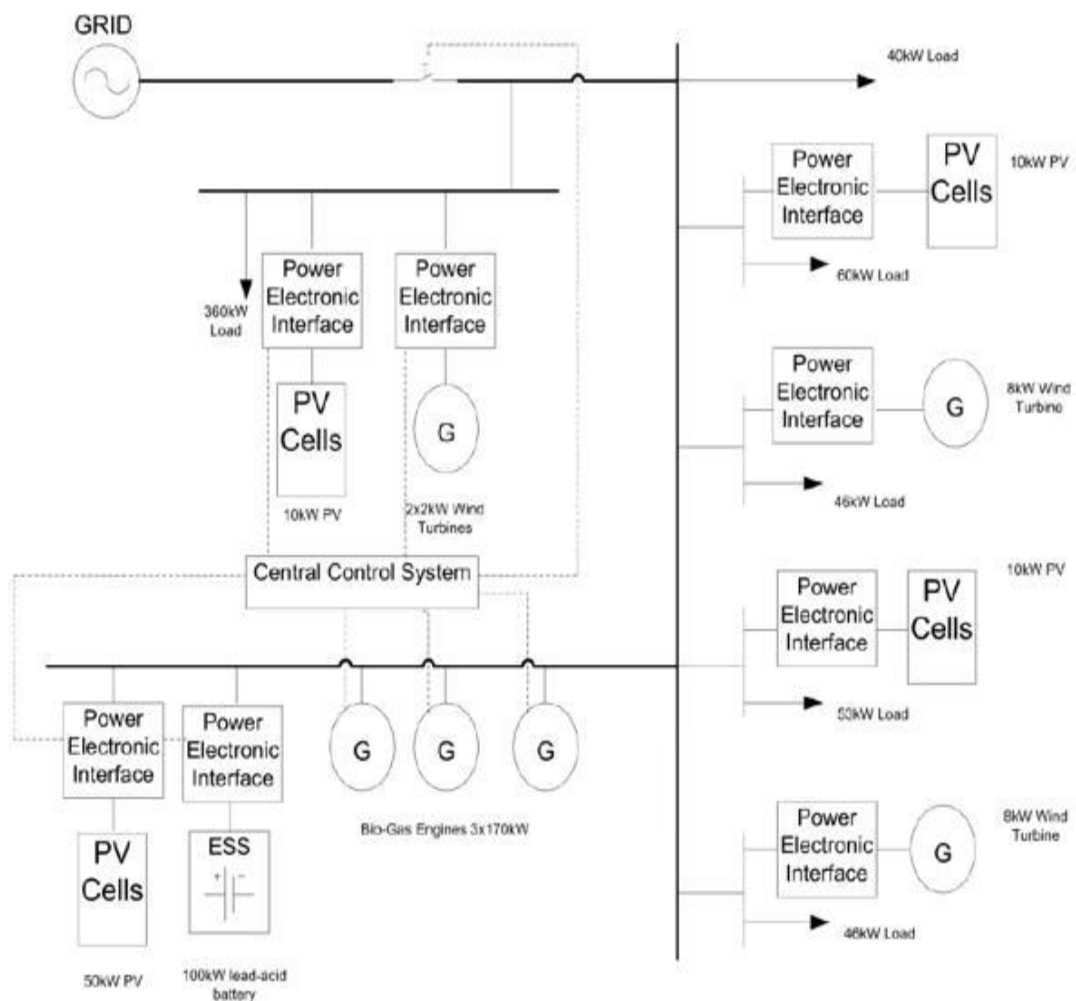 GRID
40kW Load
Power
Electronic
Interface
PV
Cells
10kW PV
60kW Load
360kW
Load
Power
Electronic
Interface
Power
Electronic
Interface
PV
Cells
G
10kW PV
2x2kW Wind
Turbines
Power
Electronic
Interface
G
8kW Wind
Turbine
46kW Load
Central Control System
Power
Electronic
Interface
PV
Cells
10kW PV
53kW Load
Power
Electronic
Interface
Power
Electronic
Interface
G
G
G
Bio-Gas Engines 3x170kW
PV
Cells
ESS
+ -
50kW PV
100kW lead-acid
battery
Power
Electronic
Interface
G
8kW Wind
Turbine
46kW Load